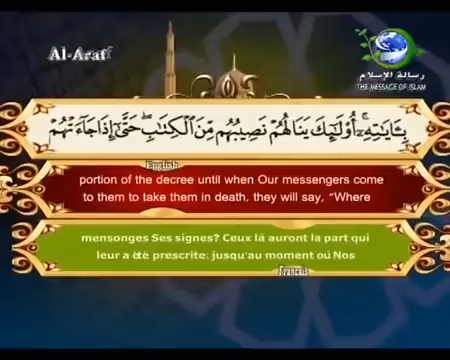 Al-Araf
رسالة الإسلام
THE MESSAGE OF ISLAM
بِـَٔايَـٰتِهِۦٓ ۚ أُو۟لَـٰٓئِكَ يَنَالُهُمْ نَصِيبُهُم مِّنَ ٱلْكِتَـٰبِ ۖ حَتَّىٰٓ إِذَا جَآءَتْهُمْ
English
portion of the decree until when Our messengers come
to them to take them in death, they will say, “Where
mensonges Ses signes? Ceux là auront la part qui
leur a été prescrite, jusqu'au moment où Nos
Français